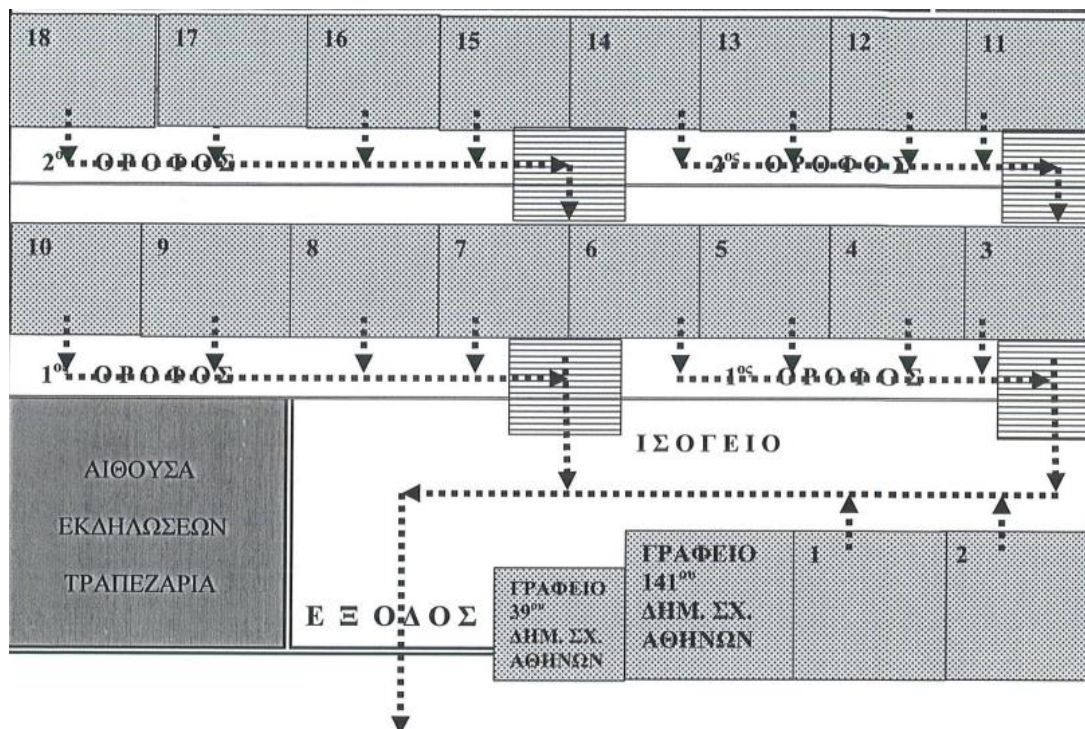 18 17 16 15 14 13 12 11
2ος ΟΡΟΦΟΣ 2ος ΟΡΟΦΟΣ
10 9 8 7 6 5 4 3
1ος ΟΡΟΦΟΣ 1ος ΟΡΟΦΟΣ
ΙΣΟΓΕΙΟ
ΑΙΘΟΥΣΑ
ΕΚΔΗΛΩΣΕΩΝ
ΤΡΑΠΕΖΑΡΙΑ
ΕΞΟΔΟΣ
ΓΡΑΦΕΙΟ
39ου
ΔΗΜ. ΣΧ.
ΑΘΗΝΩΝ
ΓΡΑΦΕΙΟ
141ου
ΔΗΜ. ΣΧ.
ΑΘΗΝΩΝ
1 2